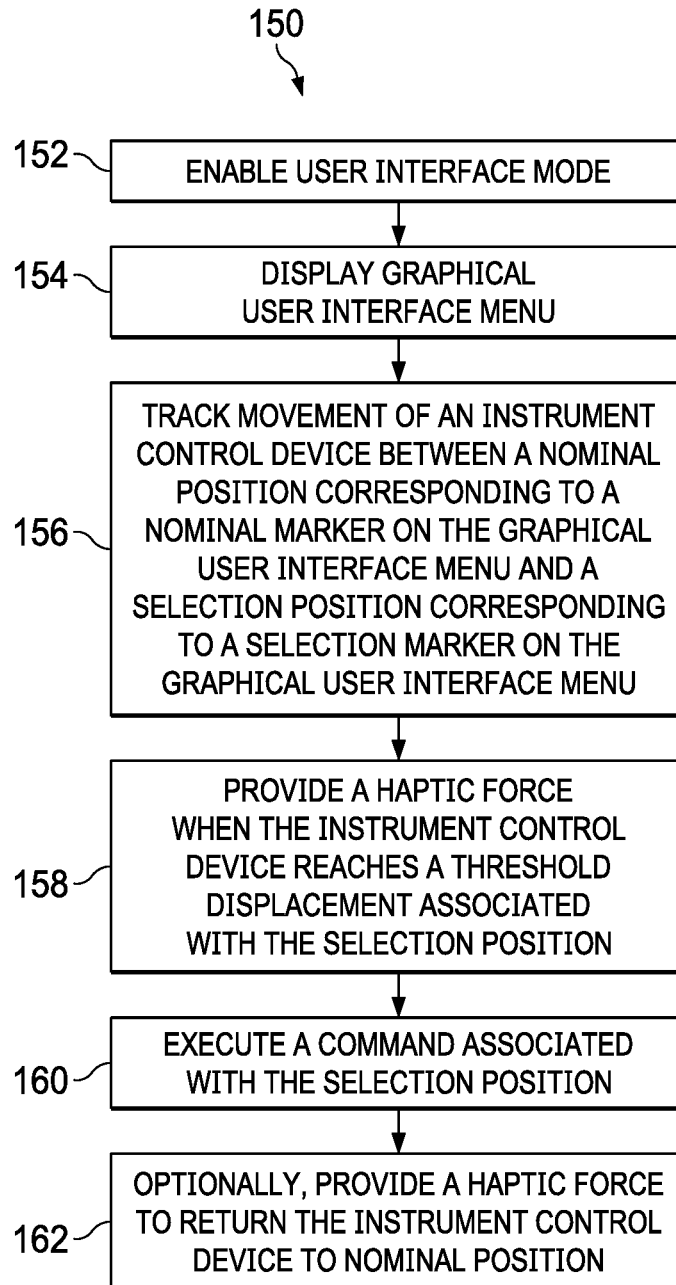 150
152
ENABLE USER INTERFACE MODE
154
DISPLAY GRAPHICAL
USER INTERFACE MENU
156
TRACK MOVEMENT OF AN INSTRUMENT
CONTROL DEVICE BETWEEN A NOMINAL
POSITION CORRESPONDING TO A
NOMINAL MARKER ON THE GRAPHICAL
USER INTERFACE MENU AND A
SELECTION POSITION CORRESPONDING
TO A SELECTION MARKER ON THE
GRAPHICAL USER INTERFACE MENU
158
PROVIDE A HAPTIC FORCE
WHEN THE INSTRUMENT CONTROL
DEVICE REACHES A THRESHOLD
DISPLACEMENT ASSOCIATED
WITH THE SELECTION POSITION
160
EXECUTE A COMMAND ASSOCIATED
WITH THE SELECTION POSITION
162
OPTIONALLY, PROVIDE A HAPTIC FORCE
TO RETURN THE INSTRUMENT CONTROL
DEVICE TO NOMINAL POSITION